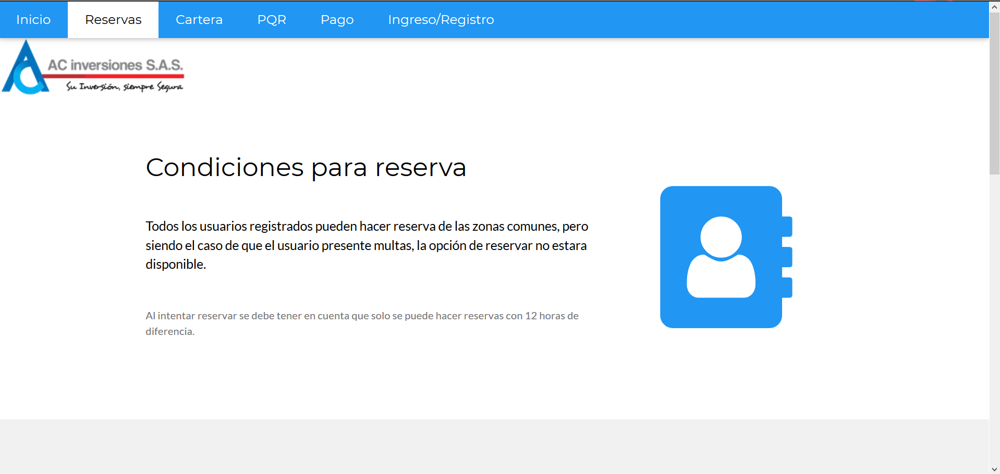 Inicio Reservas Cartera PQR Pago Ingreso/Registro
AC inversiones S.A.S.
Su Inversión, siempre Segura
Condiciones para reserva
Todos los usuarios registrados pueden hacer reserva de las zonas comunes, pero
siendo el caso de que el usuario presente multas, la opción de reservar no estara
disponible.
Al intentar reservar se debe tener en cuenta que solo se puede hacer reservas con 12 horas de
diferencia.